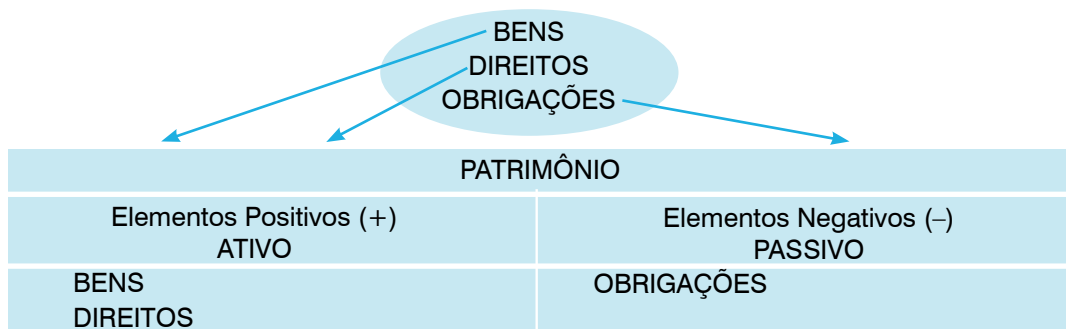 BENS
DIREITOS
OBRIGAÇÕES
PATRIMÔNIO
Elementos Positivos (+)
ATIVO
Elementos Negativos (–)
PASSIVO
BENS
DIREITOS
OBRIGAÇÕES